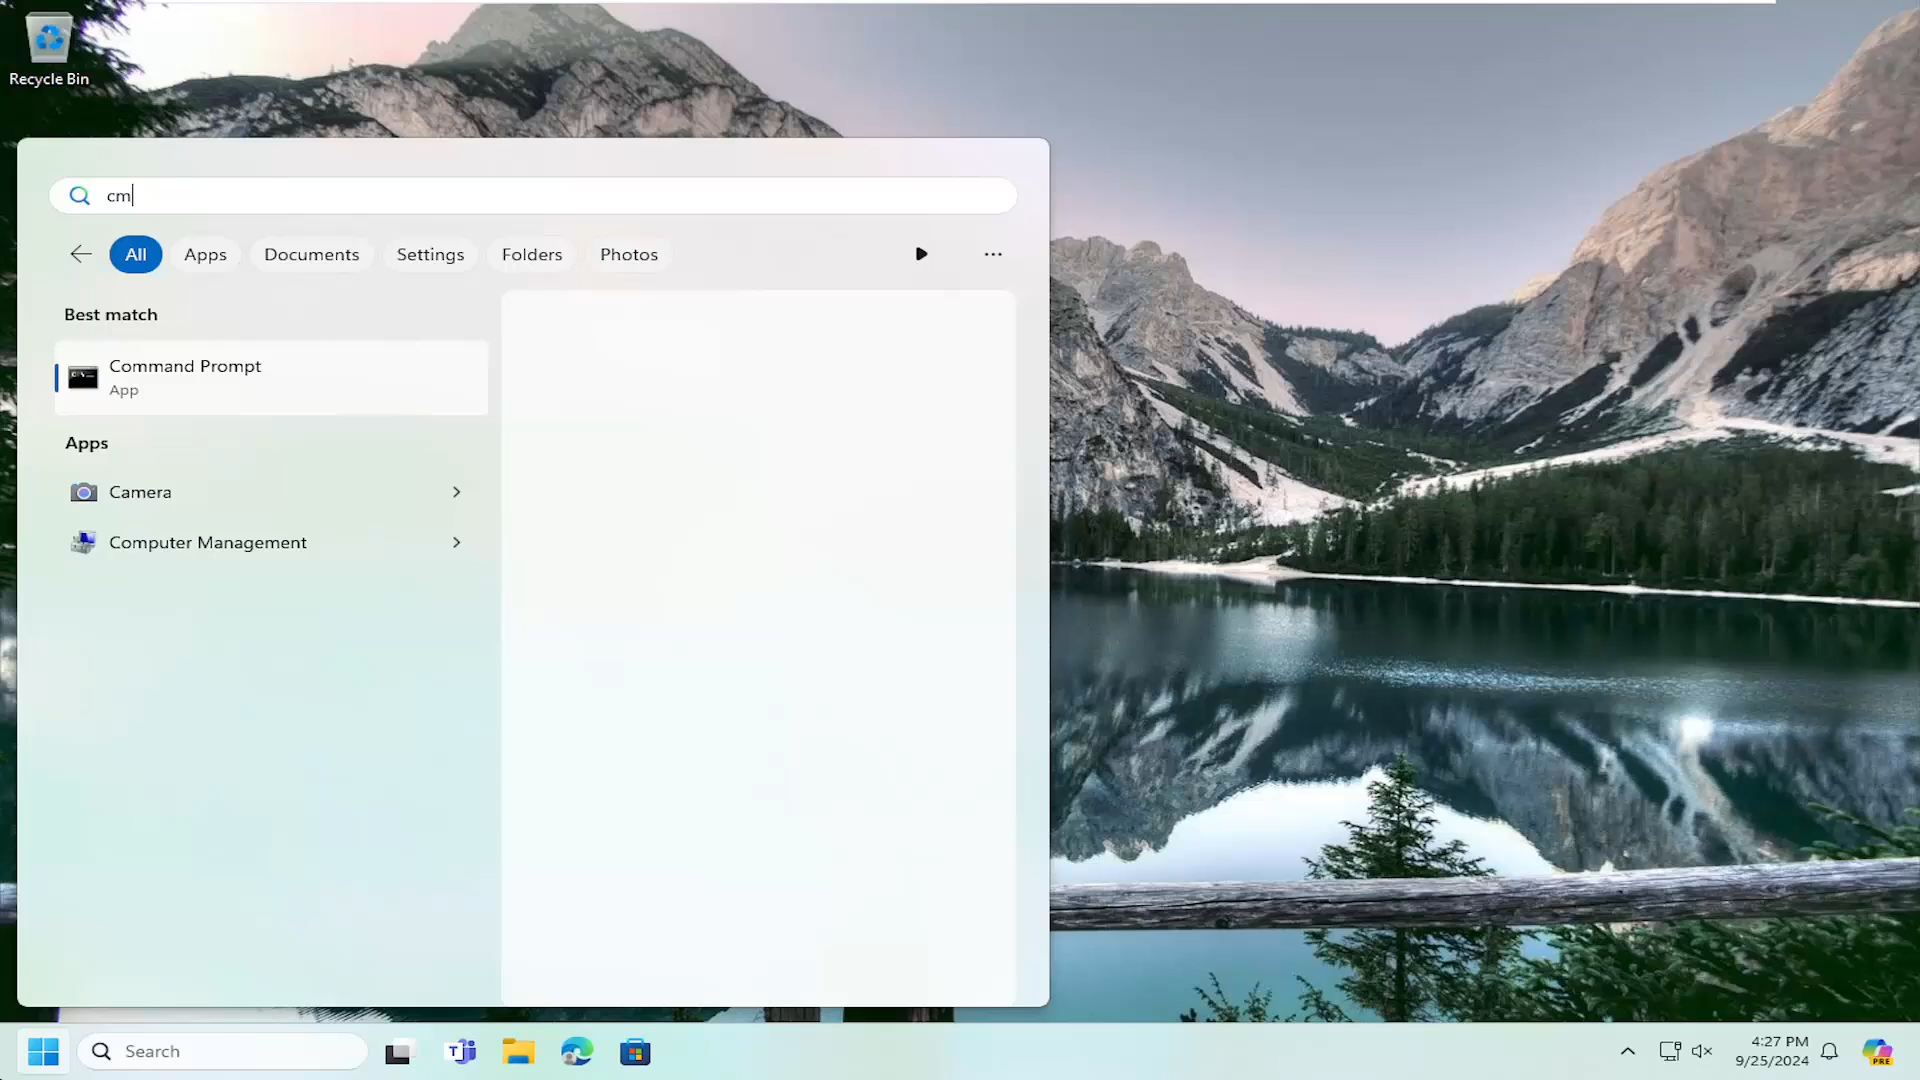 Recycle Bin
cm
All
Apps
Documents
Settings
Folders
Photos
Best match
Command Prompt
App
Apps
Camera
Computer Management
Search
4:27 PM
9/25/2024
PRE